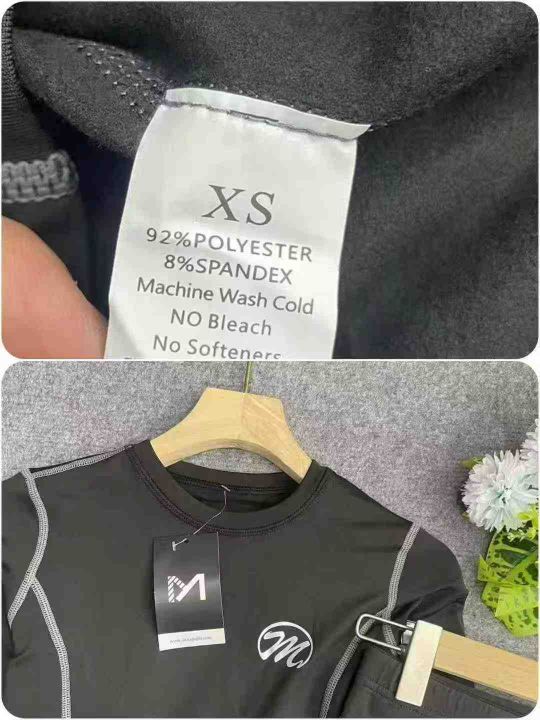 XS
92%POLYESTER
8%SPANDEX
Machine Wash Cold
NO Bleach
No Softeners
M